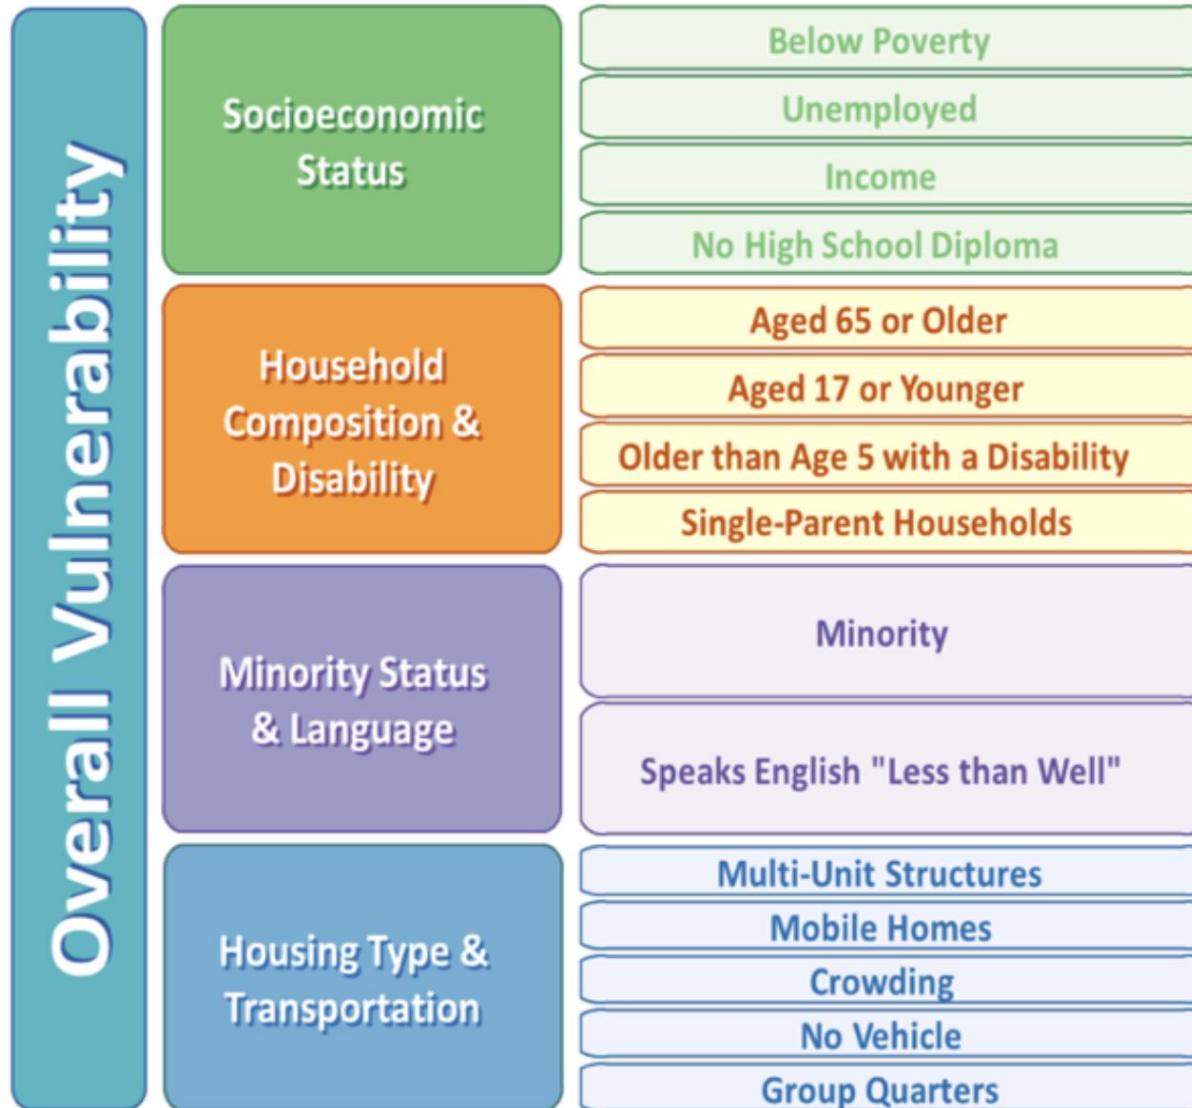 Overall Vulnerability
Socioeconomic
Status
Below Poverty
Unemployed
Income
No High School Diploma
Household
Composition &
Disability
Aged 65 or Older
Aged 17 or Younger
Older than Age 5 with a Disability
Single-Parent Households
Minority Status
& Language
Minority
Speaks English "Less than Well"
Housing Type &
Transportation
Multi-Unit Structures
Mobile Homes
Crowding
No Vehicle
Group Quarters